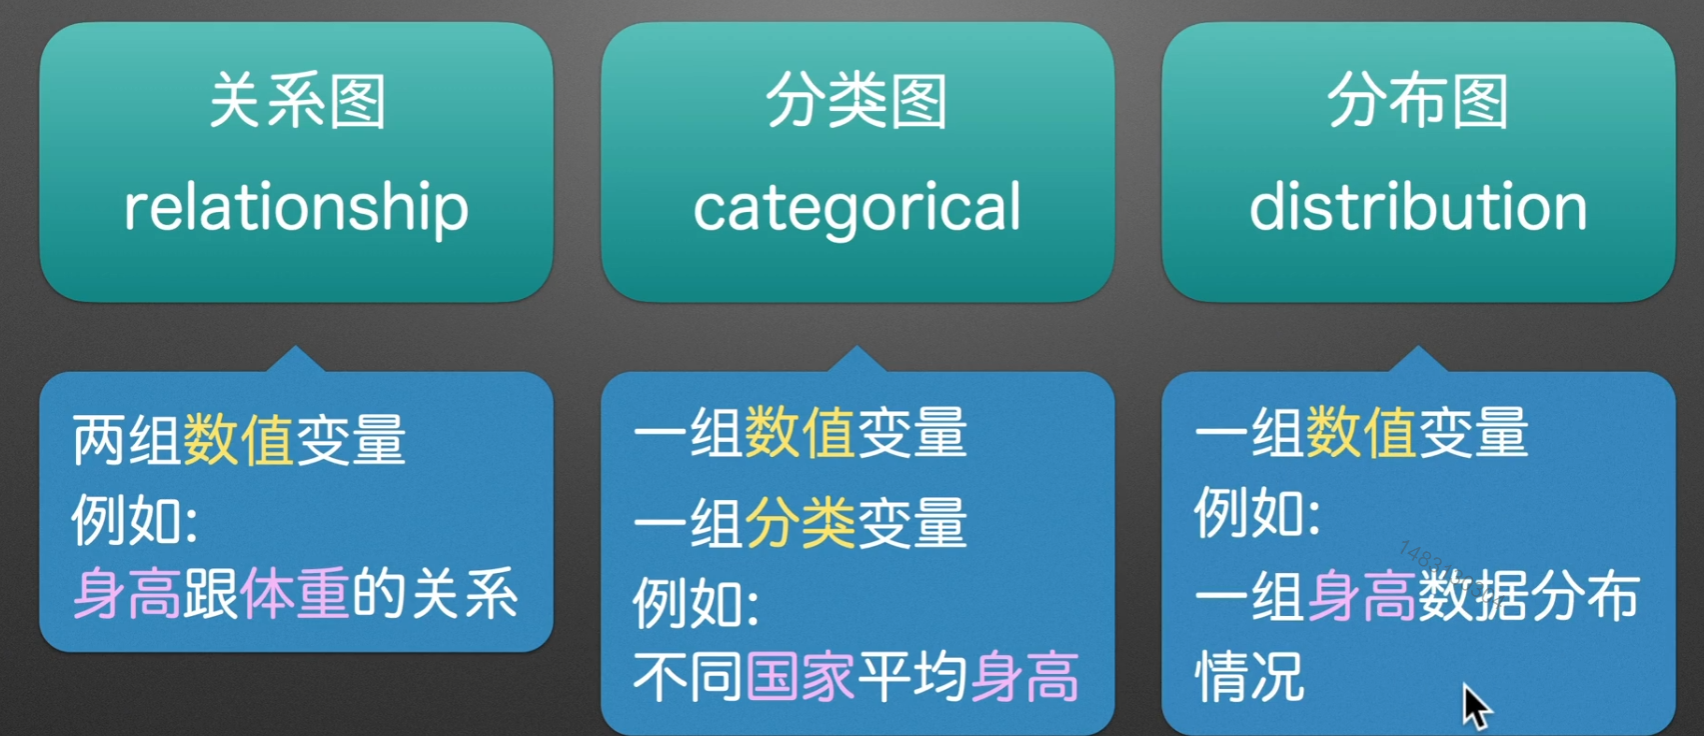 关系图
relationship
分类图
categorical
分布图
distribution
两组数值变量
例如:
身高跟体重的关系
一组数值变量
一组分类变量
例如:
不同国家平均身高
一组数值变量
例如:
一组身高数据分布
情况